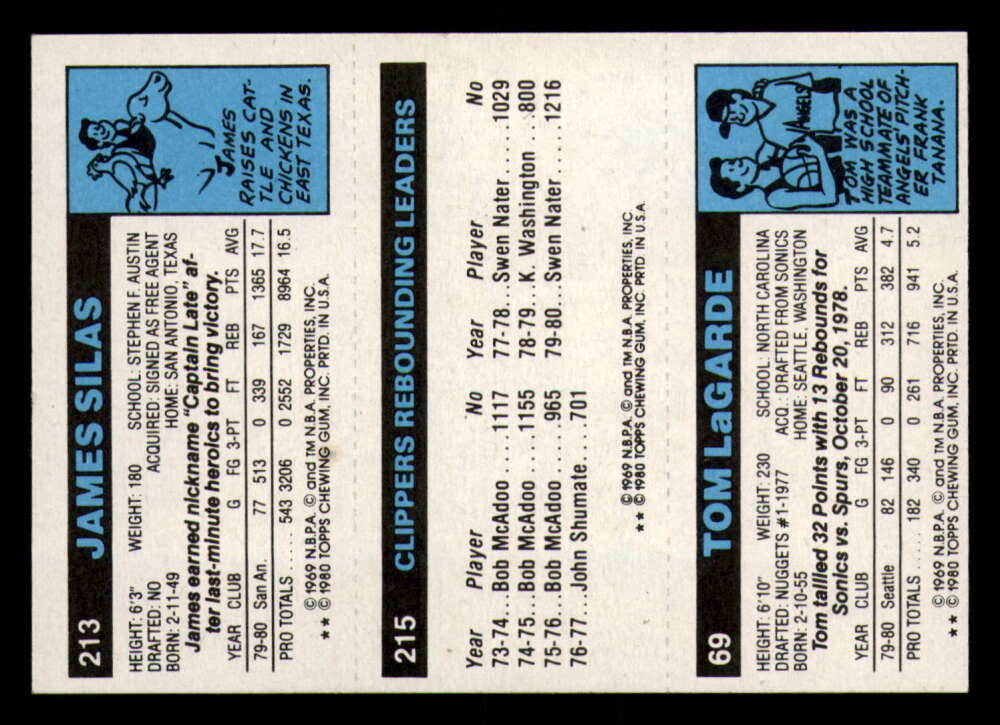 213 JAMES SILAS
HEIGHT: 6'3" WEIGHT: 180 SCHOOL: STEPHEN F. AUSTIN
DRAFTED: NO ACQUIRED: SIGNED AS FREE AGENT
BORN: 2-11-49 HOME: SAN ANTONIO, TEXAS
James earned nickname "Captain Late" af-
ter last-minute heroics to bring victory.
YEAR CLUB G FG 3-PT FT REB PTS AVG
79-80 San An. 77 513 0 339 167 1365 17.7
PRO TOTALS ..... 543 3206 0 2552 1729 8964 16.5
© 1969 N.B.P.A. © and TM N.B.A. PROPERTIES, INC.
★★ © 1980 TOPPS CHEWING GUM, INC. PRTD. IN U.S.A.
JAMES
RAISES CAT-
TLE AND
CHICKENS IN
EAST TEXAS.
215 CLIPPERS REBOUNDING LEADERS
Year Player No Year Player No
73-74...Bob McAdoo....1117 77-78...Swen Nater....1029
74-75...Bob McAdoo....1155 78-79...K. Washington ..800
75-76...Bob McAdoo.....965 79-80...Swen Nater....1216
76-77...John Shumate....701
© 1969 N.B.P.A. © and TM N.B.A. PROPERTIES, INC.
★★ © 1980 TOPPS CHEWING GUM, INC. PRTD IN U.S.A.
69 TOM LaGARDE
HEIGHT: 6'10" WEIGHT: 230 SCHOOL: NORTH CAROLINA
DRAFTED: NUGGETS #1-1977 ACQ.: DRAFTED FROM SONICS
BORN: 2-10-55 HOME: SEATTLE, WASHINGTON
Tom tallied 32 Points with 13 Rebounds for
Sonics vs. Spurs, October 20, 1978.
YEAR CLUB G FG 3-PT FT REB PTS AVG
79-80 Seattle 82 146 0 90 312 382 4.7
PRO TOTALS ..... 182 340 0 261 716 941 5.2
© 1969 N.B.P.A. © and TM N.B.A. PROPERTIES, INC.
★★ © 1980 TOPPS CHEWING GUM, INC. PRTD. IN U.S.A.
ANGELS
TOM WAS A
HIGH SCHOOL
TEAMMATE OF
ANGELS' PITCH-
ER FRANK
TANANA.